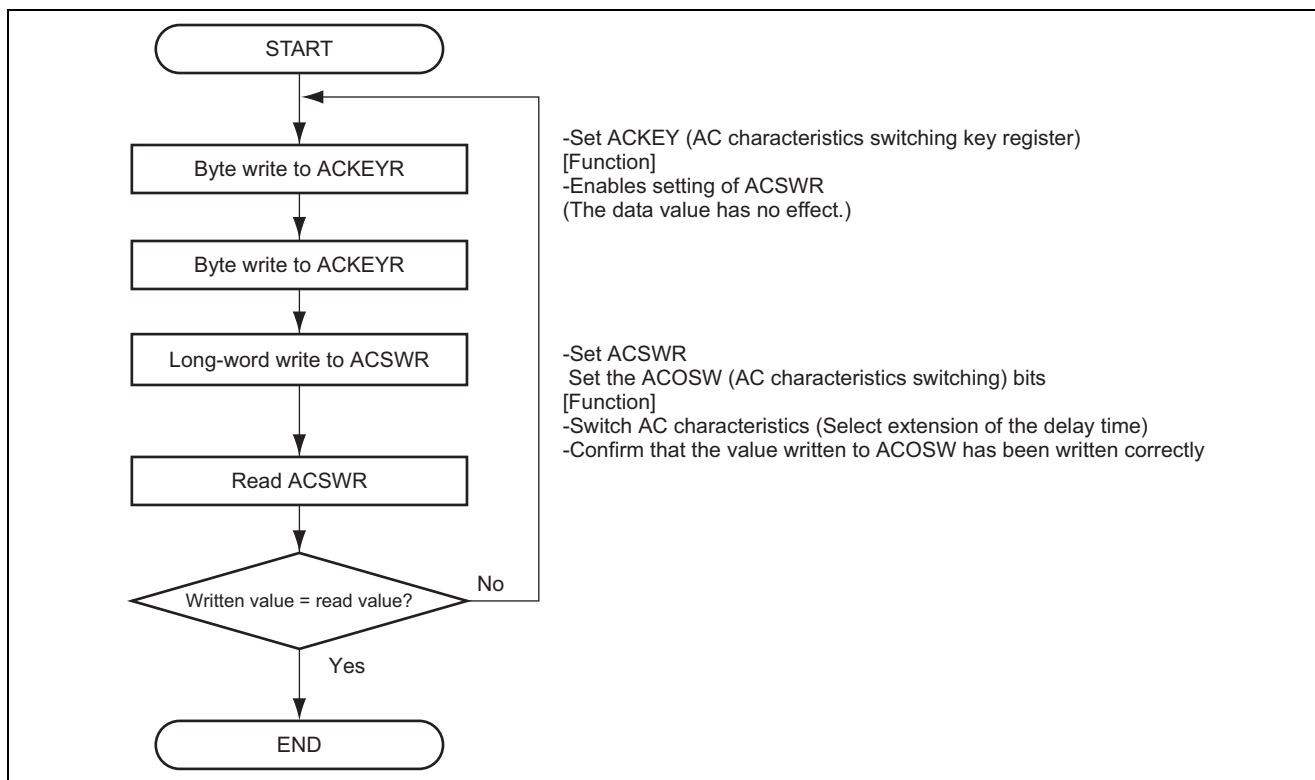 START
Byte write to ACKEYR
-Set ACKEY (AC characteristics switching key register)
[Function]
-Enables setting of ACSWR
(The data value has no effect.)
Byte write to ACKEYR
Long-word write to ACSWR
-Set ACSWR
Set the ACOSW (AC characteristics switching) bits
[Function]
-Switch AC characteristics (Select extension of the delay time)
-Confirm that the value written to ACOSW has been written correctly
Read ACSWR
Written value = read value?
No
Yes
END